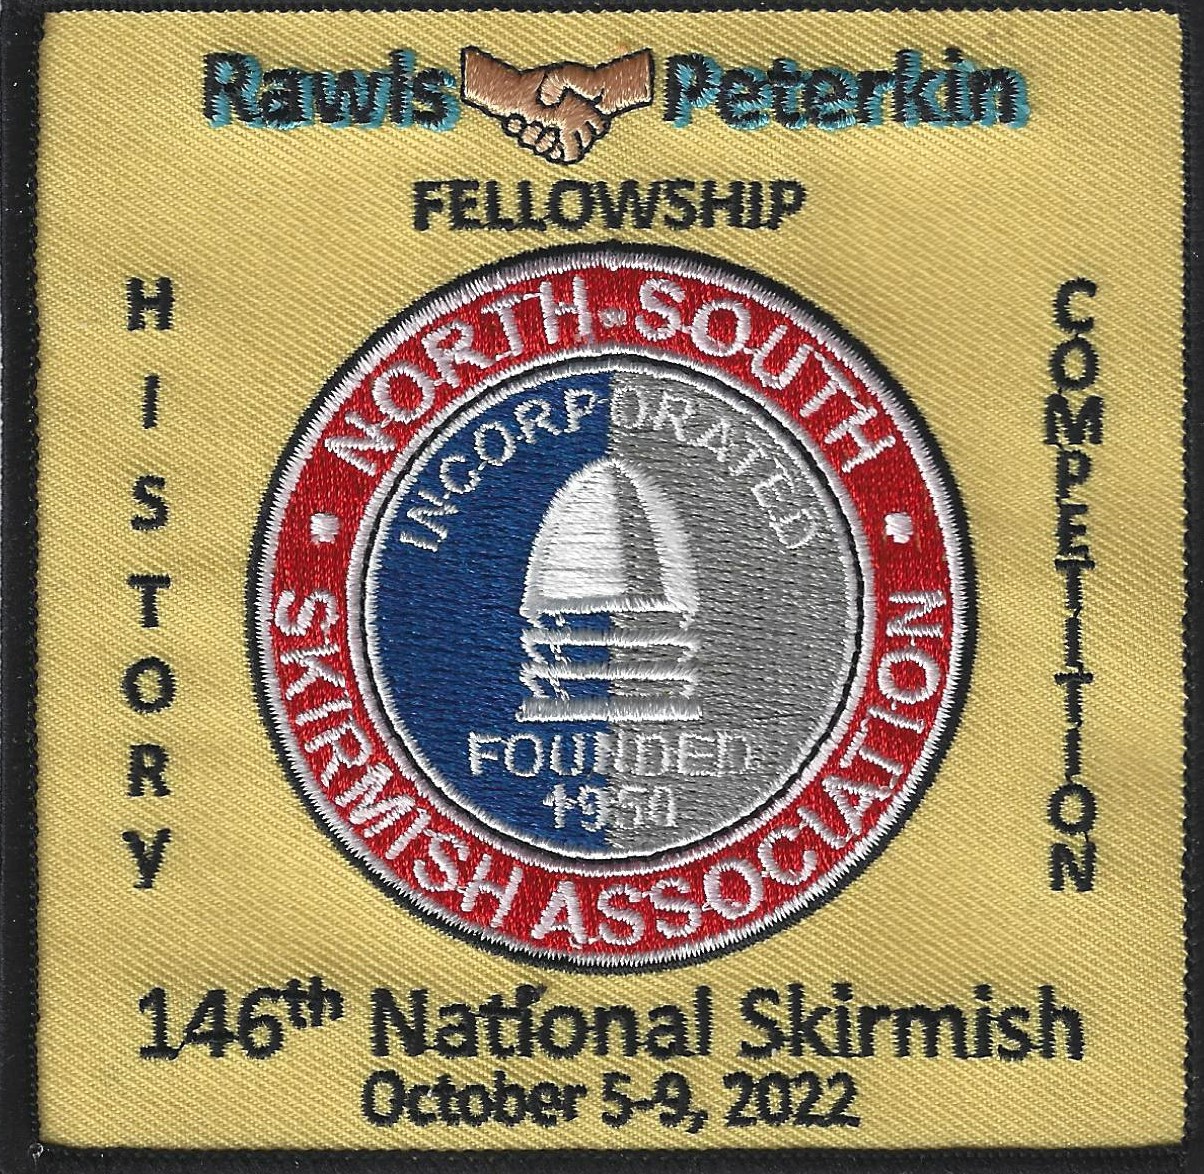 Rawls Peterkin
FELLOWSHIP
HISTORY
COMPETITION
NORTH-SOUTH
SKIRMISH ASSOCIATION
INCORPORATED
FOUNDED
1950
146th National Skirmish
October 5-9, 2022